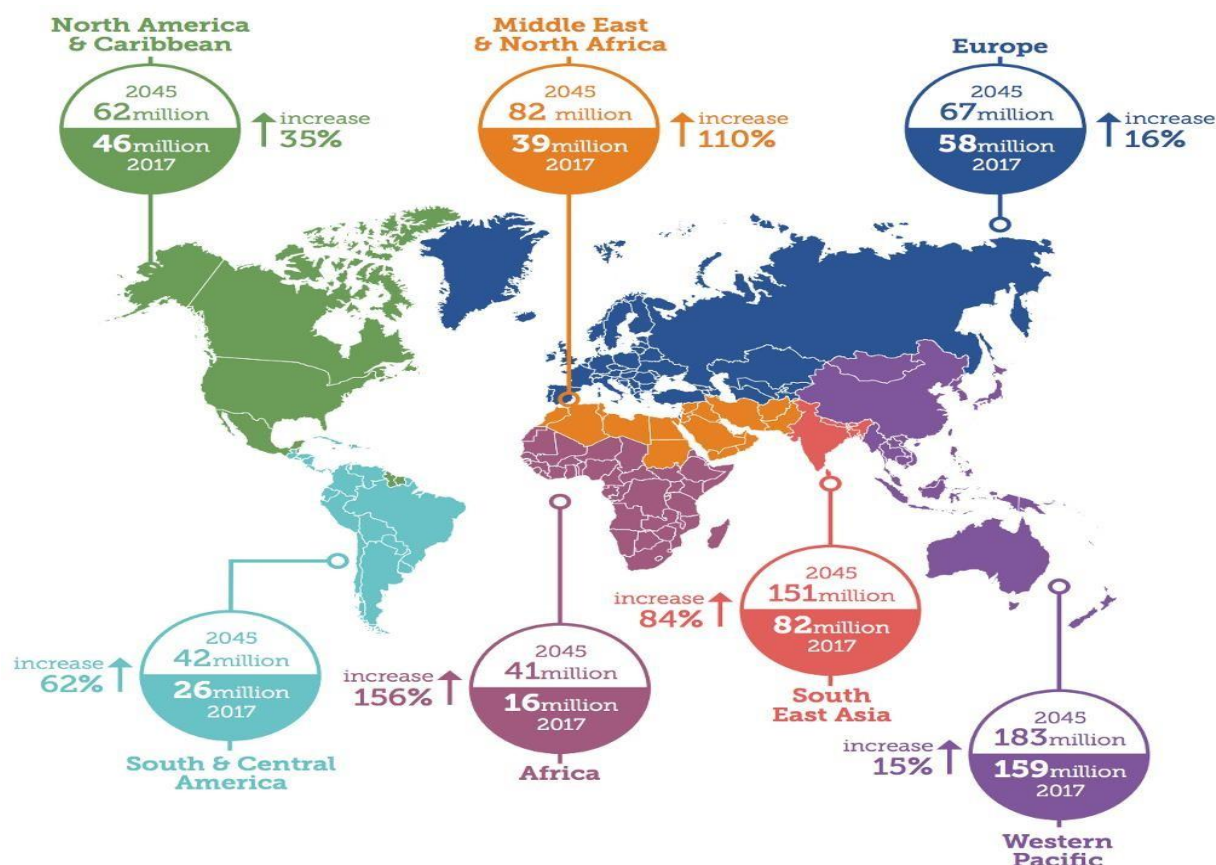 North America
& Caribbean
2045
62million
46million
2017
increase
35%
Middle East
& North Africa
2045
82 million
39million
2017
increase
110%
Europe
2045
67million
58million
2017
increase
16%
2045
42million
26million
2017
increase
62%
South & Central
America
2045
41million
16million
2017
increase
156%
Africa
2045
151million
82million
2017
increase
84%
South
East Asia
2045
183million
159million
2017
increase
15%
Western
Pacific